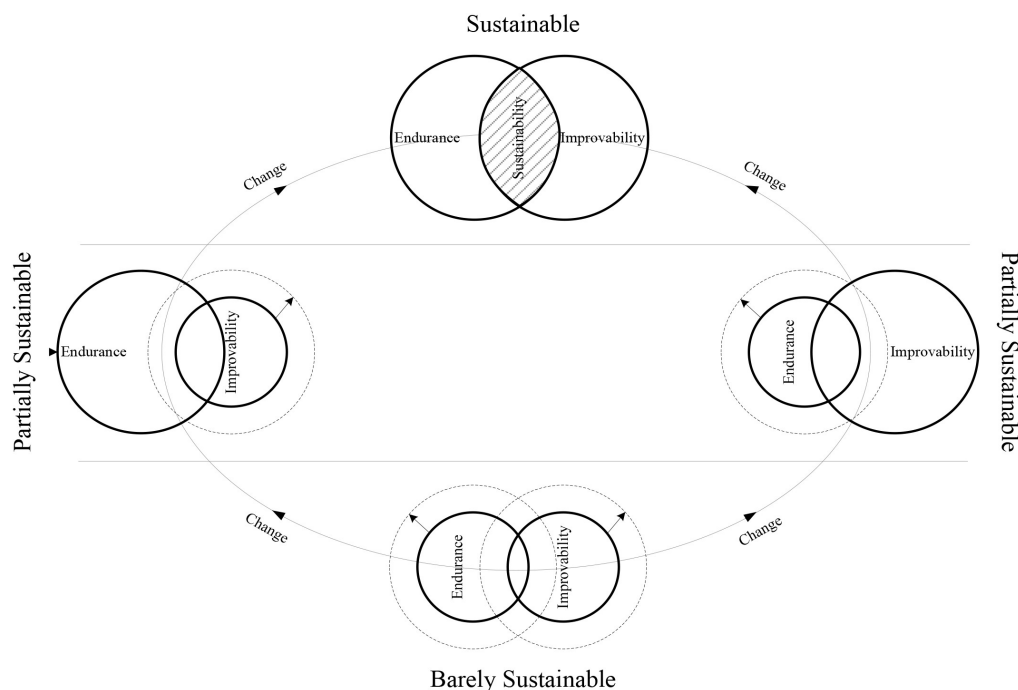 Sustainable
Endurance
Sustainability
Improvability
Change
Change
Partially Sustainable
Endurance
Improvability
Endurance
Improvability
Partially Sustainable
Change
Change
Endurance
Improvability
Barely Sustainable